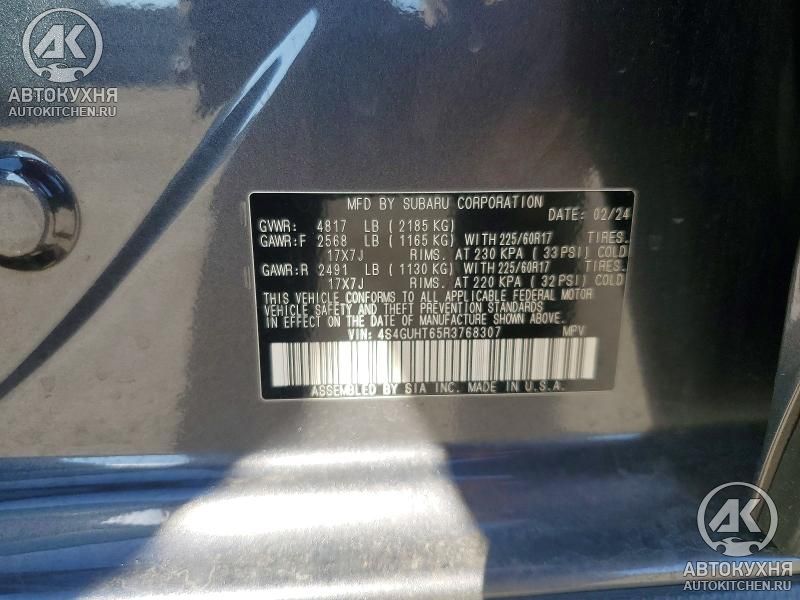 АК
АВТОКУХНЯ
AUTOKITCHEN.RU
MFD BY SUBARU CORPORATION
DATE: 02/24
GVWR: 4817 LB ( 2185 KG)
GAWR:F 2568 LB ( 1165 KG) WITH 225/60R17 TIRES.
17X7J RIMS. AT 230 KPA ( 33 PSI) COLD
GAWR:R 2491 LB ( 1130 KG) WITH 225/60R17 TIRES.
17X7J RIMS. AT 220 KPA ( 32 PSI) COLD
THIS VEHICLE CONFORMS TO ALL APPLICABLE FEDERAL MOTOR
VEHICLE SAFETY AND THEFT PREVENTION STANDARDS
IN EFFECT ON THE DATE OF MANUFACTURE SHOWN ABOVE.
VIN: 4S4GUHT65R3768307 MPV
ASSEMBLED BY SIA INC. MADE IN U.S.A.
АК
АВТОКУХНЯ
AUTOKITCHEN.RU